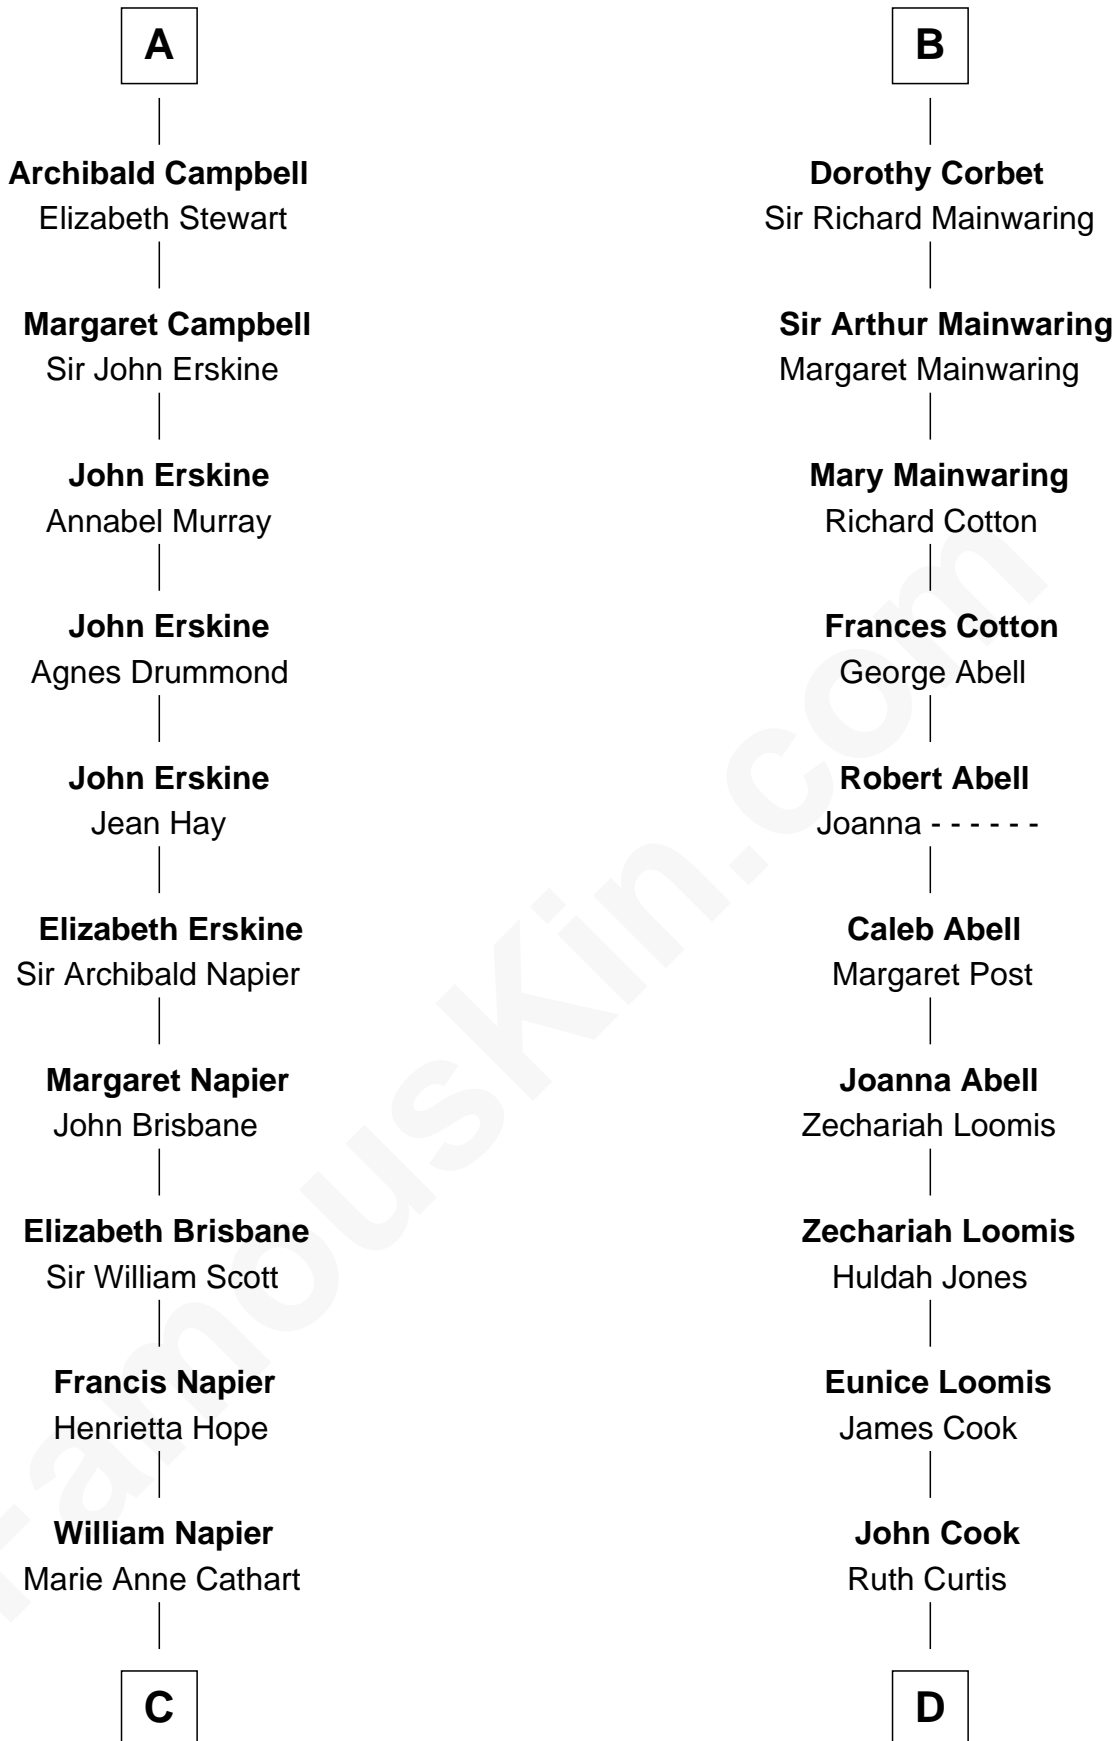 A
Archibald Campbell
Elizabeth Stewart
Margaret Campbell
Sir John Erskine
John Erskine
Annabel Murray
John Erskine
Agnes Drummond
John Erskine
Jean Hay
Elizabeth Erskine
Sir Archibald Napier
Margaret Napier
John Brisbane
Elizabeth Brisbane
Sir William Scott
Francis Napier
Henrietta Hope
William Napier
Marie Anne Cathart
C
B
Dorothy Corbet
Sir Richard Mainwaring
Sir Arthur Mainwaring
Margaret Mainwaring
Mary Mainwaring
Richard Cotton
Frances Cotton
George Abell
Robert Abell
Joanna - - - - - -
Caleb Abell
Margaret Post
Joanna Abell
Zechariah Loomis
Zechariah Loomis
Huldah Jones
Eunice Loomis
James Cook
John Cook
Ruth Curtis
D
FamousKin.com